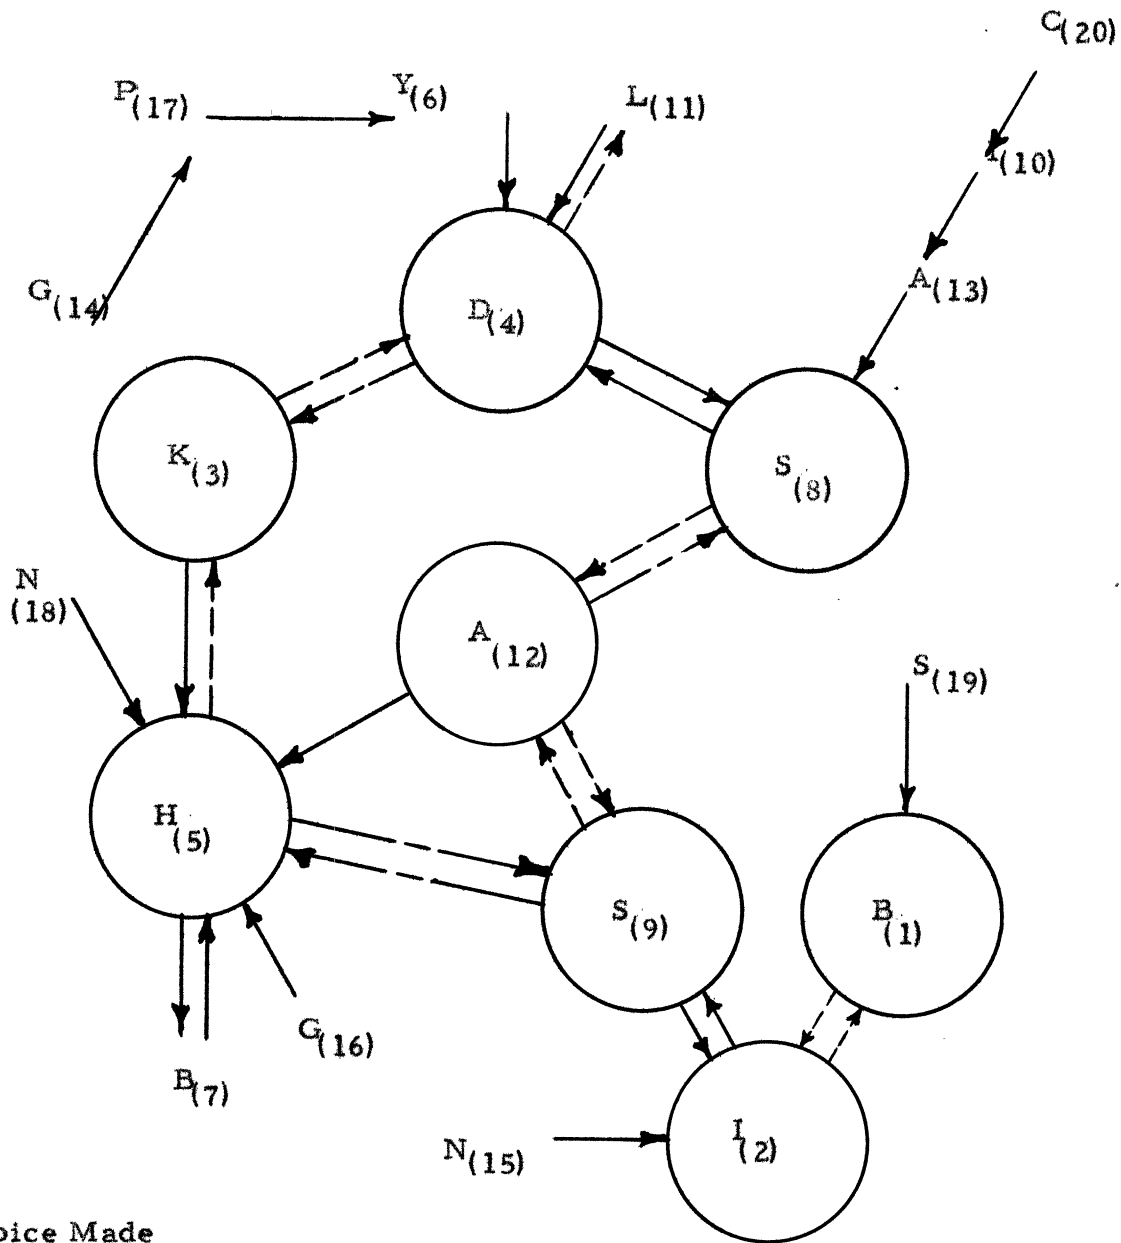 C(20)
P(17) Y(6) L(11)
(10)
A(13)
G(14)
D(4)
K(3)
S(8)
N
(18)
A(12)
S(19)
H(5)
S(9)
B(1)
G(16)
B(7)
I(2)
N(15)
oice Made